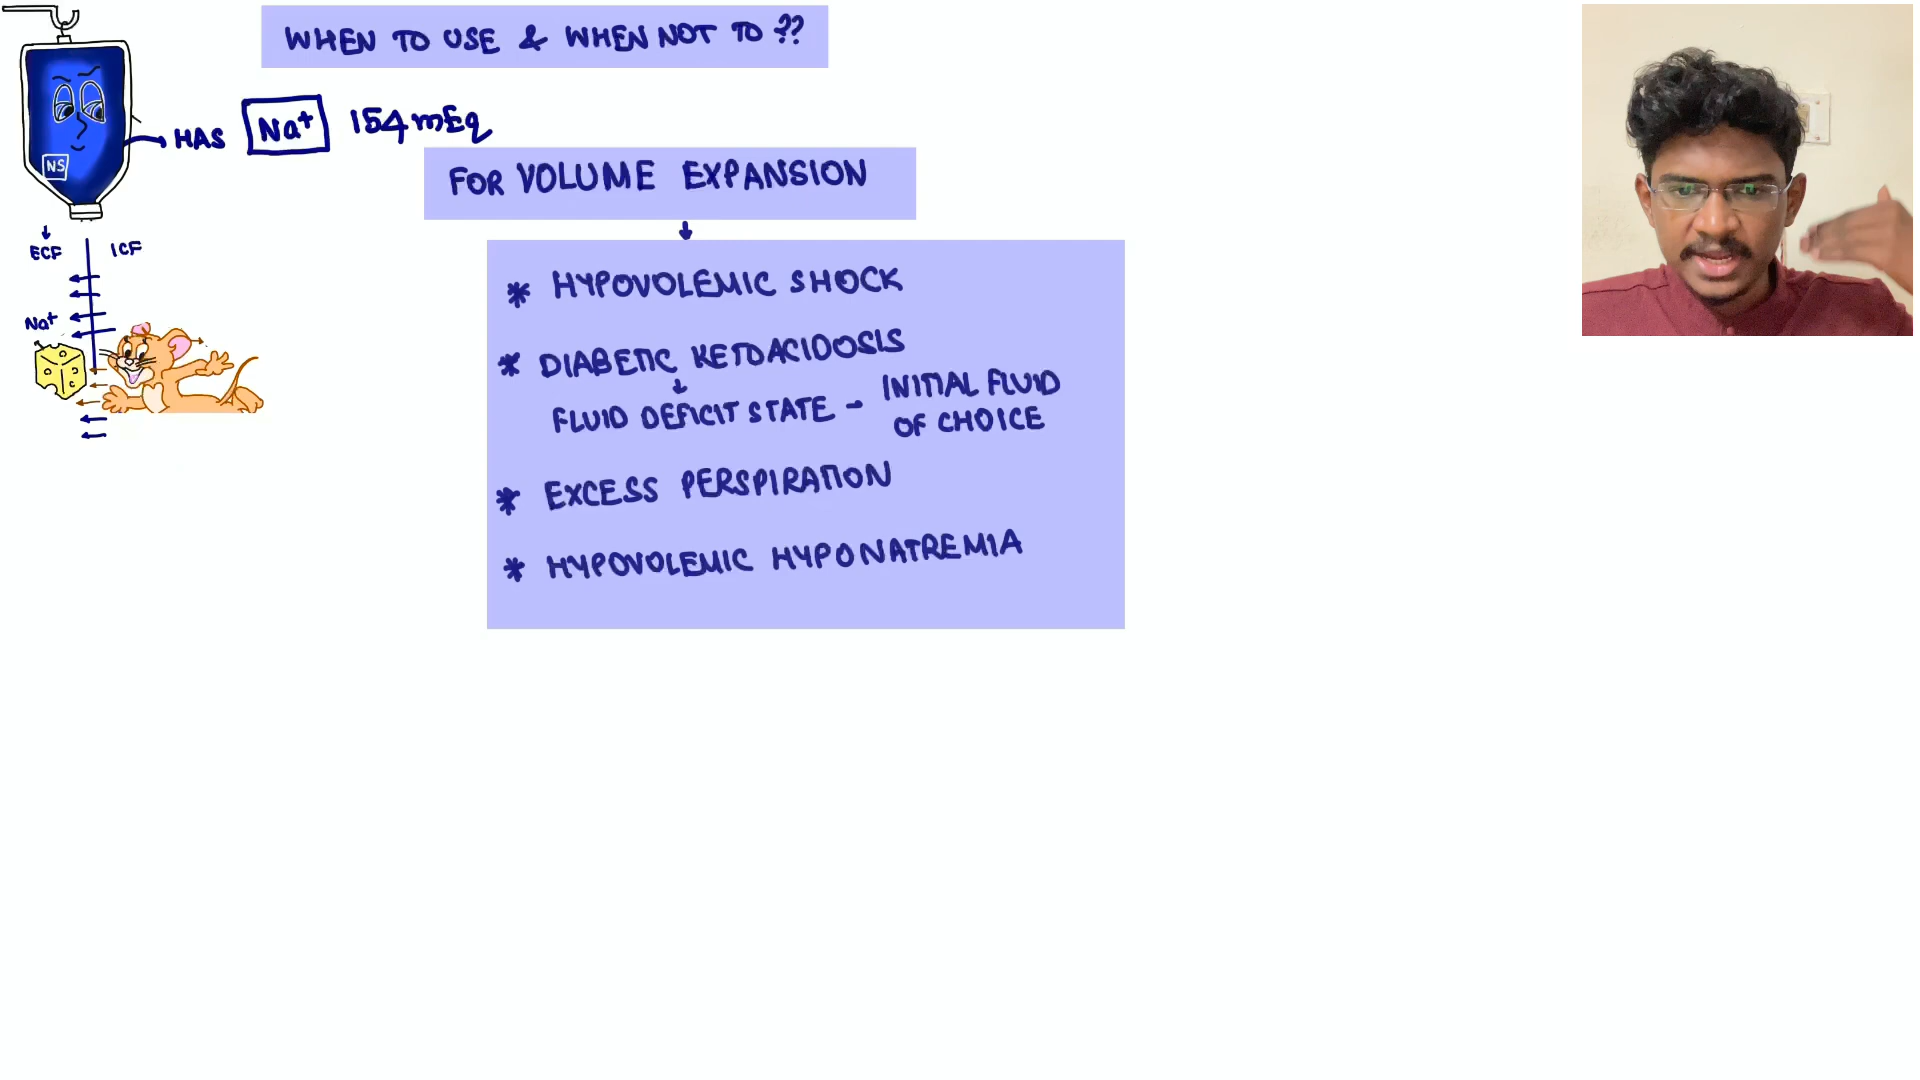 WHEN TO USE & WHEN NOT TO ??
HAS Na+ 154 mEq
NS
FOR VOLUME EXPANSION
ECF ICF
Na+
* HYPOVOLEMIC SHOCK
* DIABETIC KETOACIDOSIS
FLUID DEFICIT STATE - INITIAL FLUID
OF CHOICE
* EXCESS PERSPIRATION
* HYPOVOLEMIC HYPONATREMIA